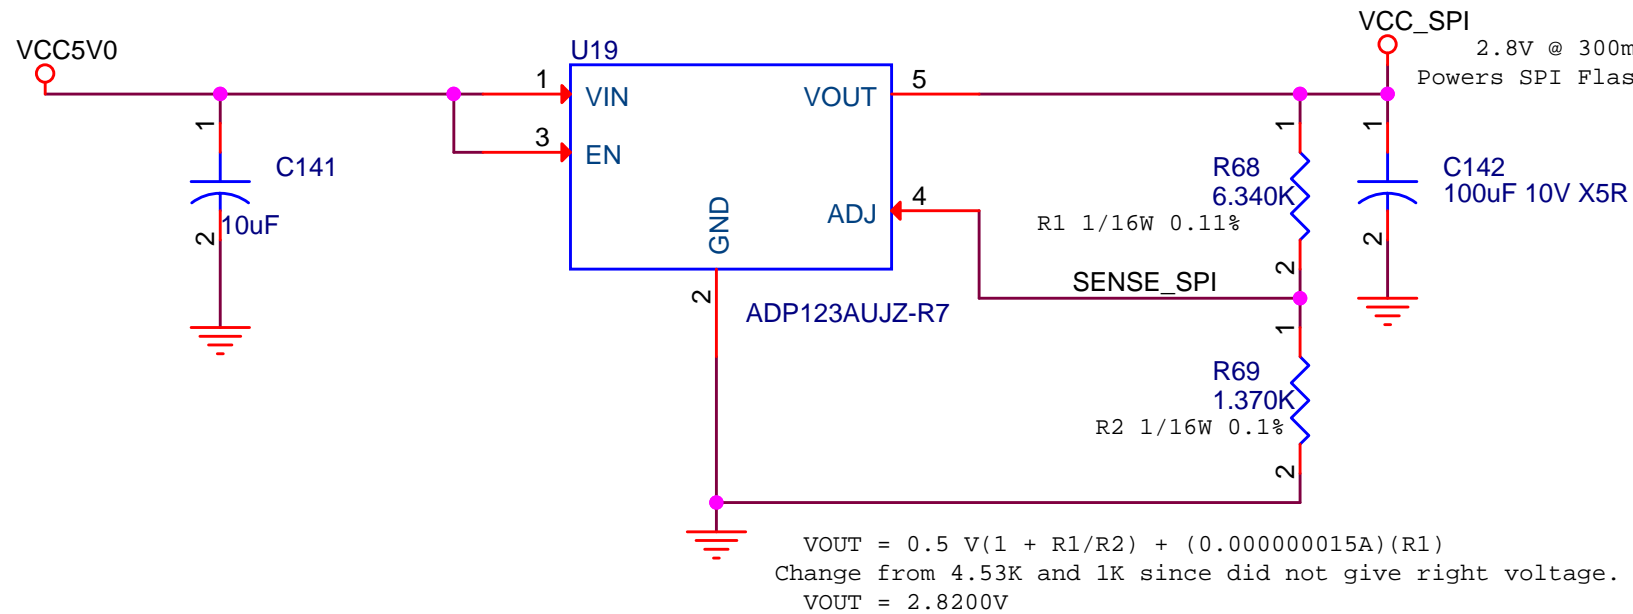 VCC_SPI
VCC5V0
2.8V @ 300m
Powers SPI Flas
U19
1
VIN
VOUT
5
3
EN
1
C141
10uF
2
GND
ADJ
4
2
ADP123AUJZ-R7
1
R68
6.340K
R1 1/16W 0.11%
2
1
C142
100uF 10V X5R
2
SENSE_SPI
1
R69
1.370K
R2 1/16W 0.1%
2
VOUT = 0.5 V(1 + R1/R2) + (0.000000015A)(R1)
Change from 4.53K and 1K since did not give right voltage.
VOUT = 2.8200V